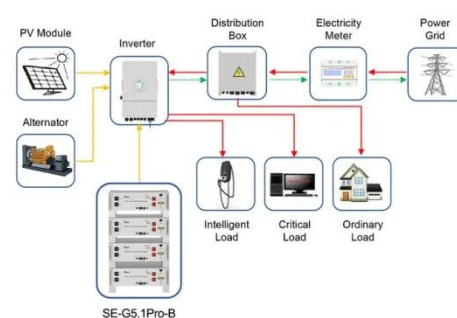 PV Module
Inverter
Distribution
Box
Electricity
Meter
Power
Grid
Alternator
Intelligent
Load
Critical
Load
Ordinary
Load
SE-G5.1Pro-B